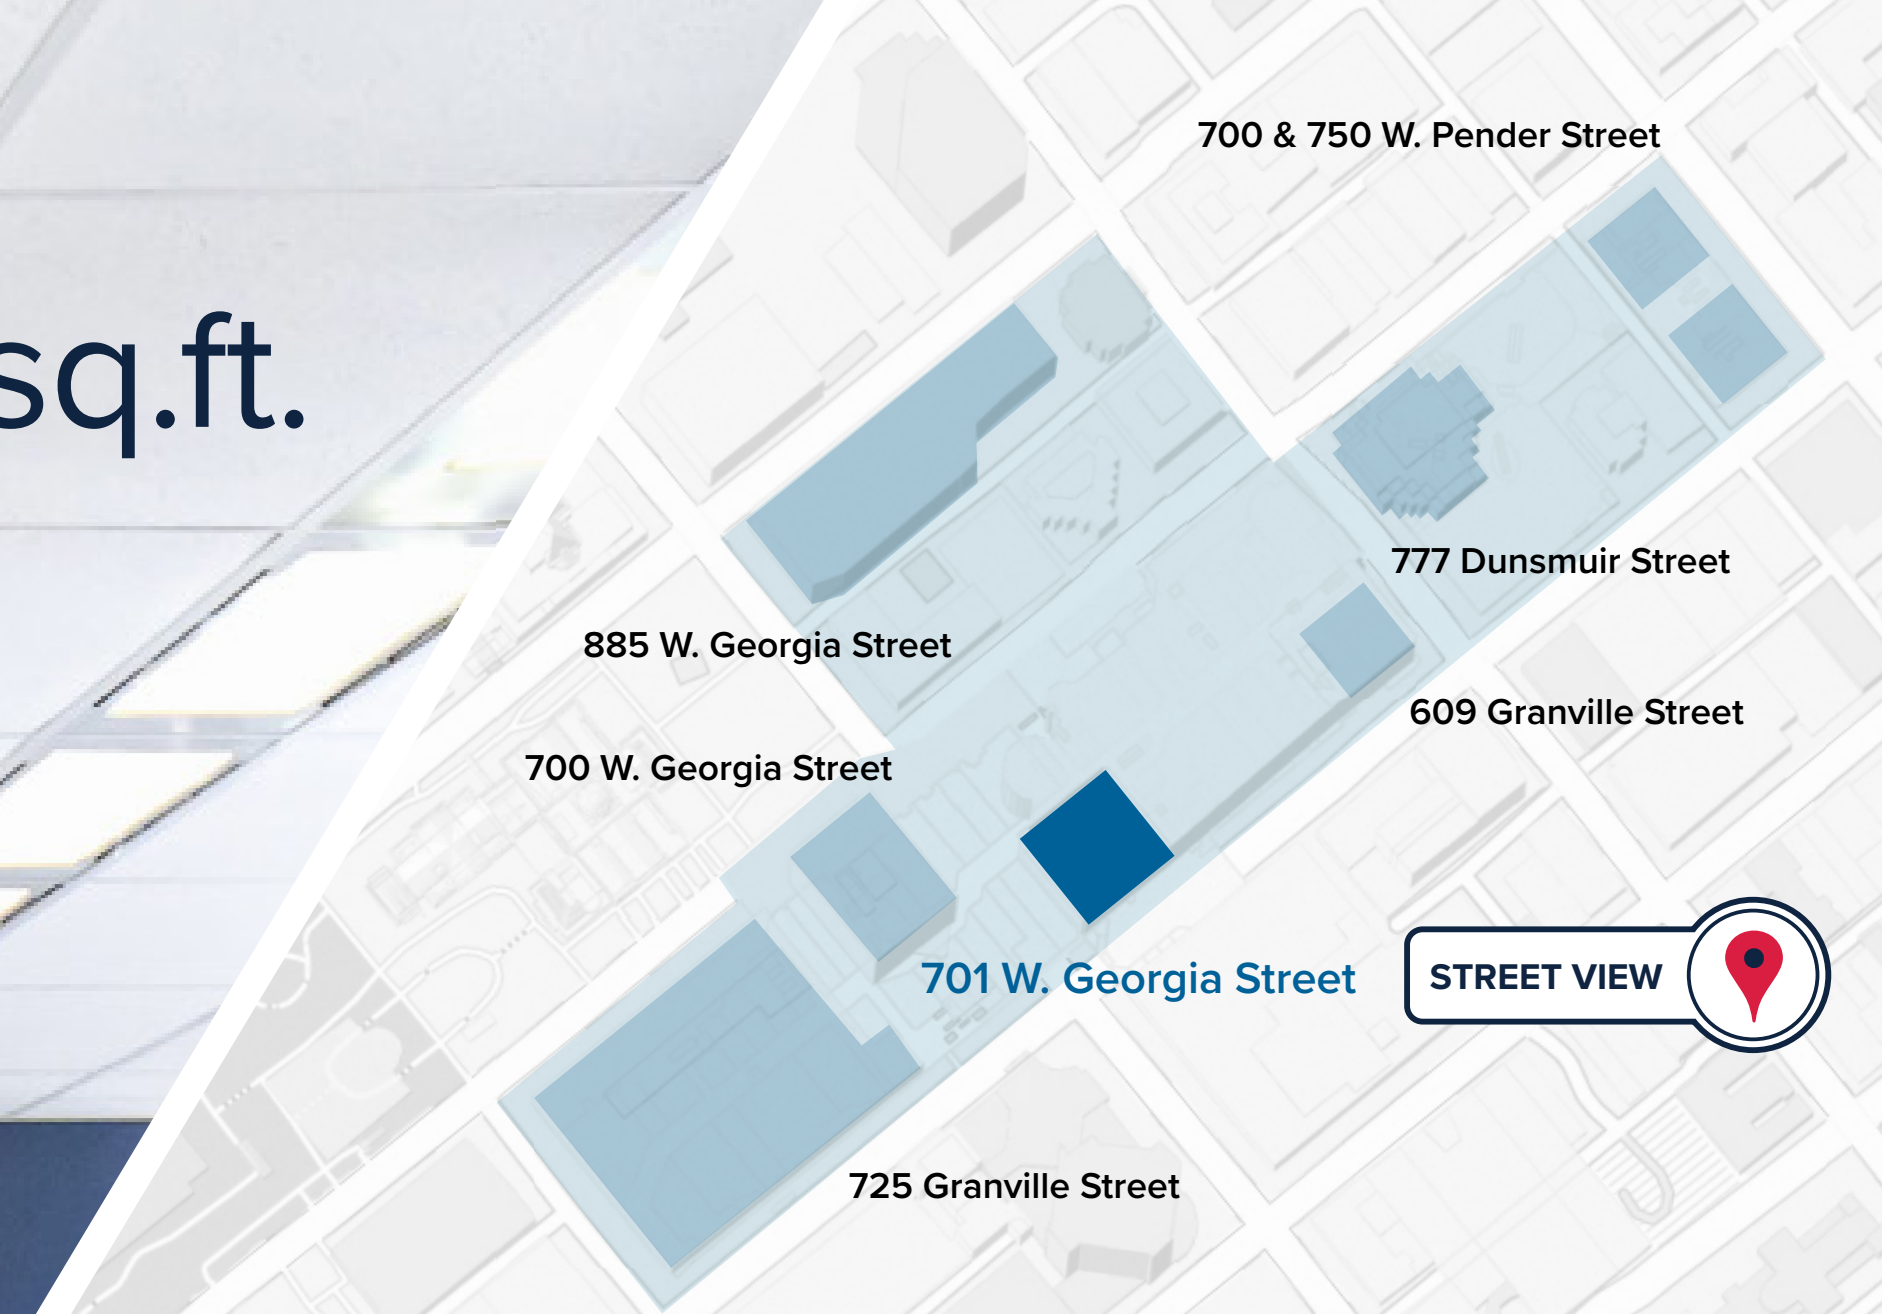 sq.ft.
700 & 750 W. Pender Street
777 Dunsmuir Street
885 W. Georgia Street
609 Granville Street
700 W. Georgia Street
701 W. Georgia Street
STREET VIEW
725 Granville Street